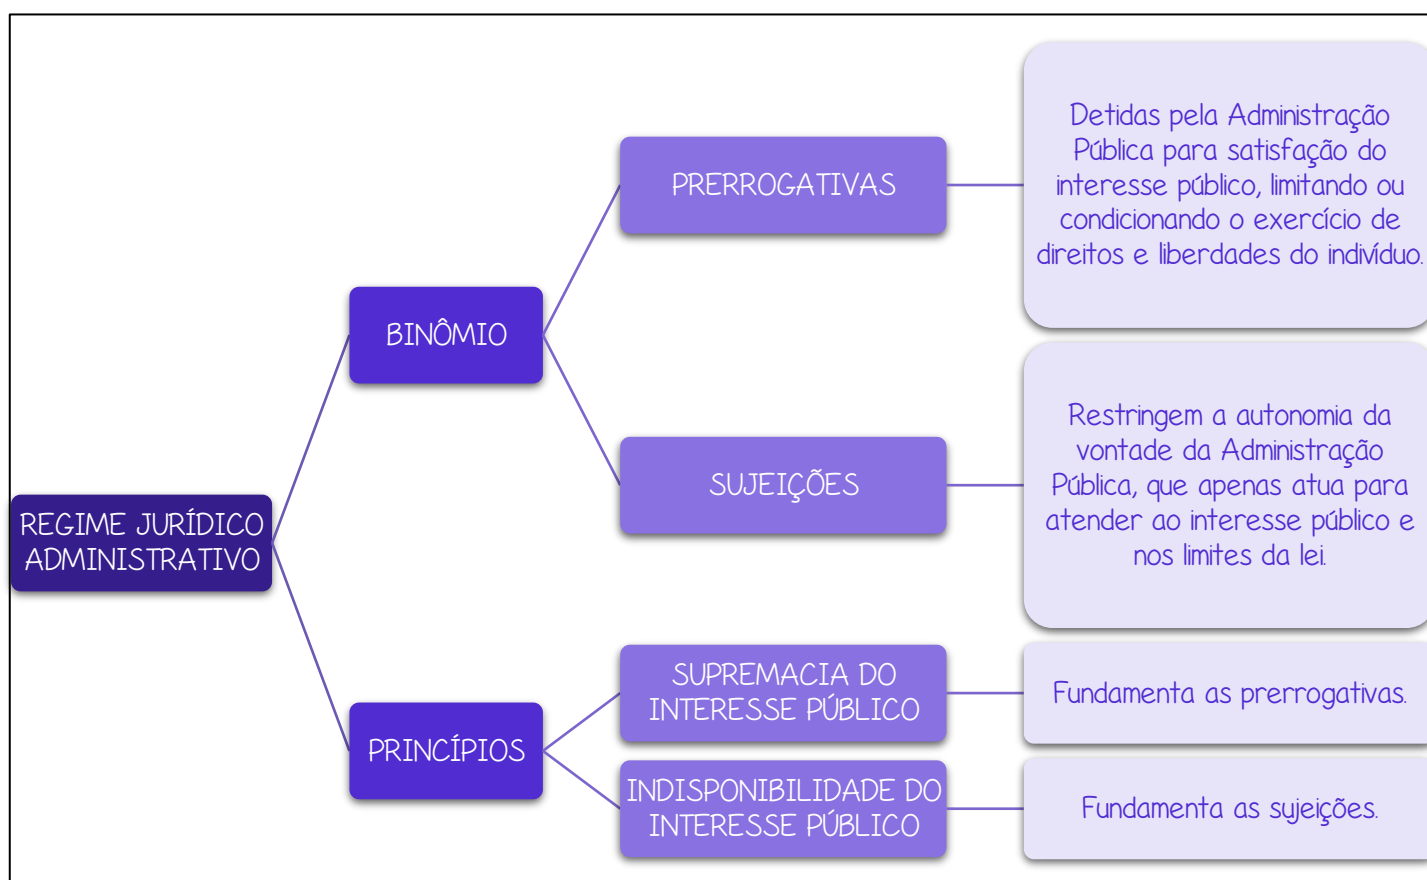 REGIME JURÍDICO
ADMINISTRATIVO
BINÔMIO
PRERROGATIVAS
Detidas pela Administração
Pública para satisfação do
interesse público, limitando ou
condicionando o exercício de
direitos e liberdades do indivíduo.
SUJEIÇÕES
Restringem a autonomia da
vontade da Administração
Pública, que apenas atua para
atender ao interesse público e
nos limites da lei.
PRINCÍPIOS
SUPREMACIA DO
INTERESSE PÚBLICO
Fundamenta as prerrogativas.
INDISPONIBILIDADE DO
INTERESSE PÚBLICO
Fundamenta as sujeições.